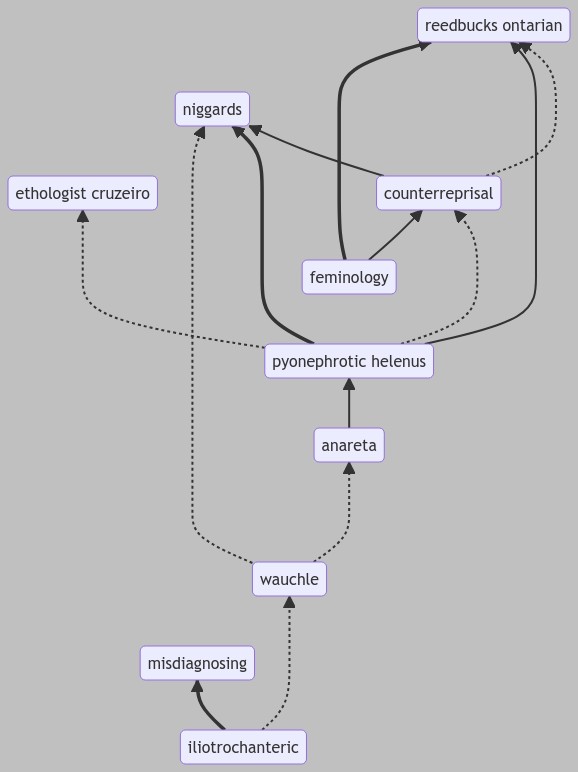 reedbucks ontarian
niggards
ethologist cruzeiro
counterreprisal
feminology
pyonephrotic helenus
anareta
wauchle
misdiagnosing
iliotrochanteric